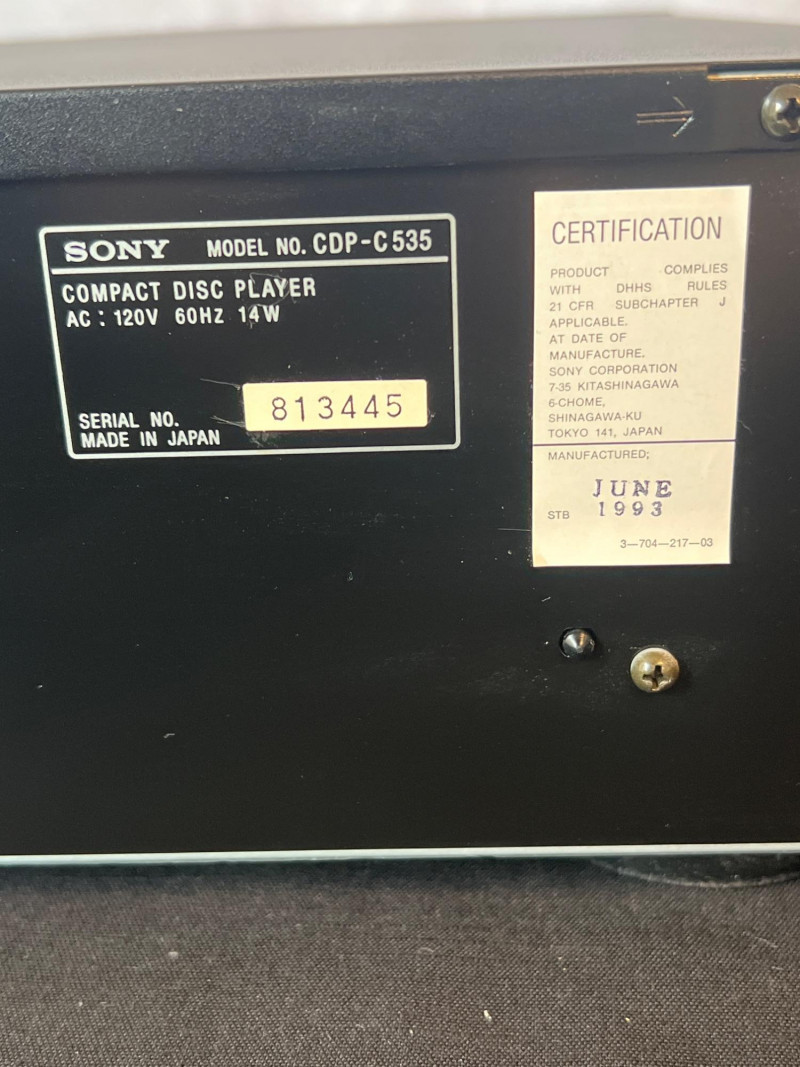 SONY MODEL NO. CDP-C535
COMPACT DISC PLAYER
AC : 120V 60HZ 14W
SERIAL NO. 813445
MADE IN JAPAN
CERTIFICATION
PRODUCT COMPLIES
WITH DHHS RULES
21 CFR SUBCHAPTER J
APPLICABLE.
AT DATE OF
MANUFACTURE.
SONY CORPORATION
7-35 KITASHINAGAWA
6-CHOME,
SHINAGAWA-KU
TOKYO 141, JAPAN
MANUFACTURED;
JUNE
STB 1993
3—704—217—03